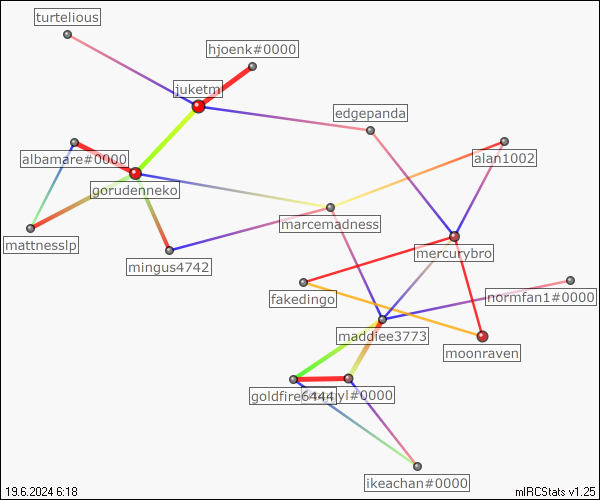 turtelious
hjoenk#0000
juketm
edgepanda
albamare#0000
alan1002
gorudenneko
marcemadness
mattnesslp
mingus4742
mercurybro
fakedingo
normfan1#0000
maddiee3773
moonraven
goldfire6444
yl#0000
ikeachan#0000
19.6.2024 6:18
mIRCStats v1.25